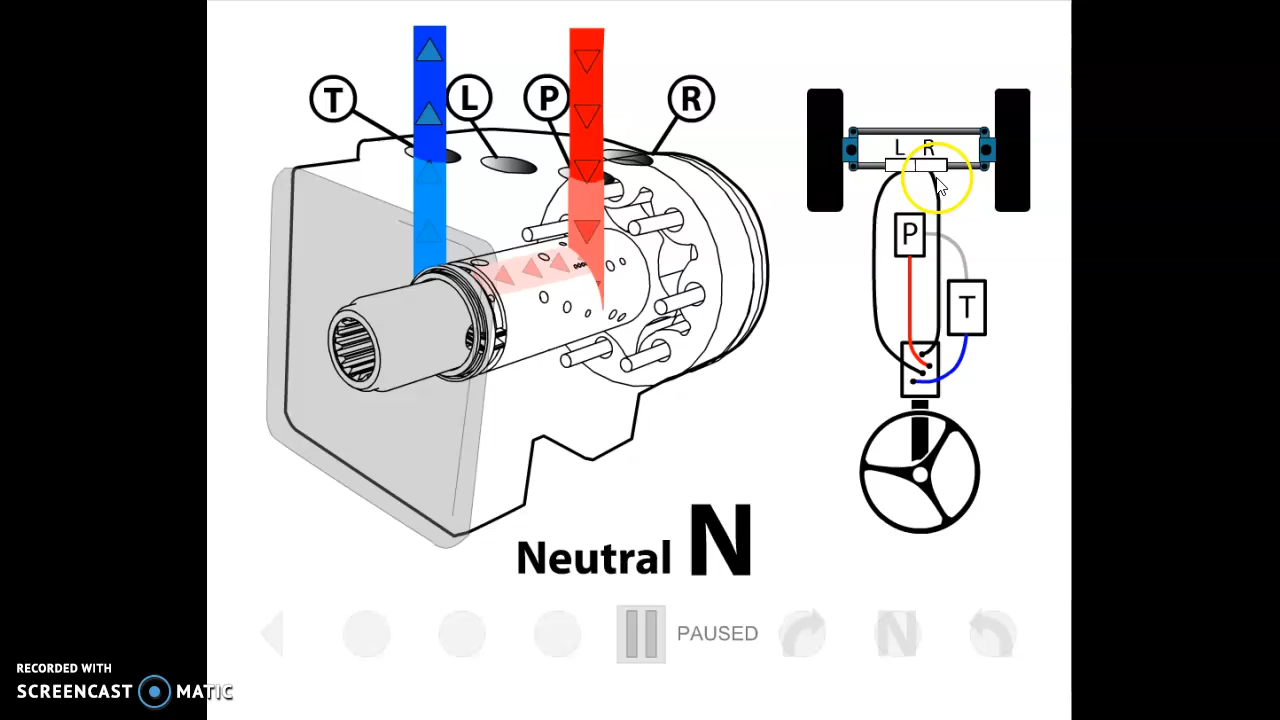 T L P R
L R
P
T
Neutral N
PAUSED N
RECORDED WITH
SCREENCAST MATIC